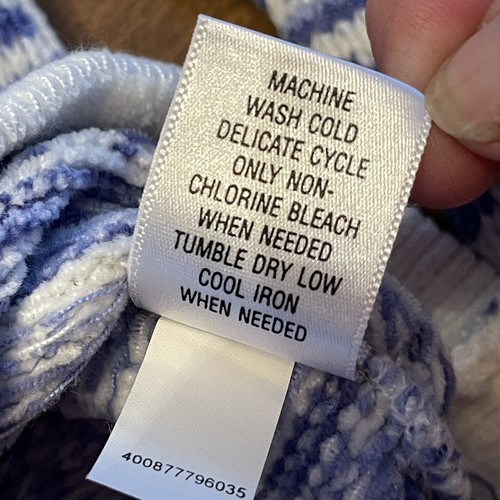 MACHINE
WASH COLD
DELICATE CYCLE
ONLY NON-
CHLORINE BLEACH
WHEN NEEDED
TUMBLE DRY LOW
COOL IRON
WHEN NEEDED
400877796035